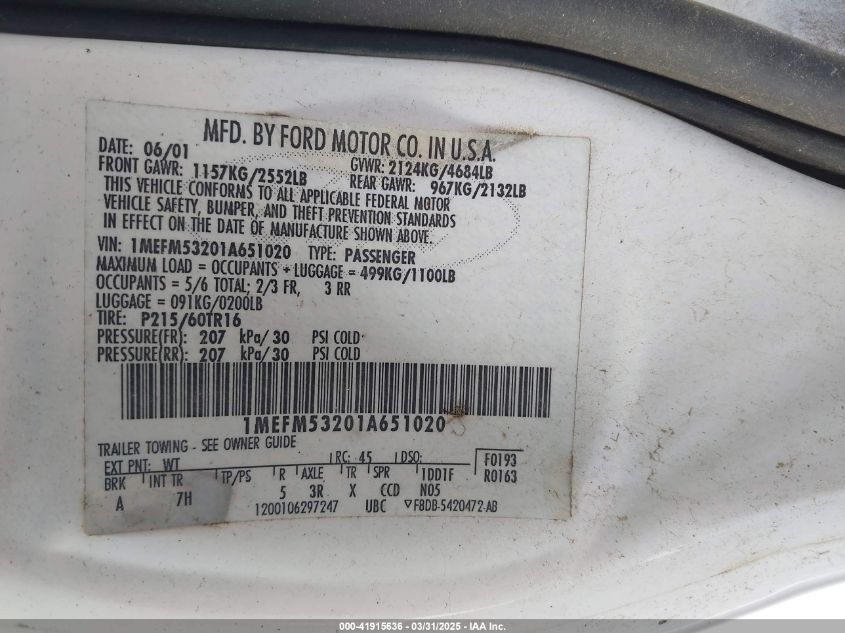 MFD. BY FORD MOTOR CO. IN U.S.A.
DATE: 06/01 GVWR: 2124KG/4684LB
FRONT GAWR: 1157KG/2552LB REAR GAWR: 967KG/2132LB
THIS VEHICLE CONFORMS TO ALL APPLICABLE FEDERAL MOTOR
VEHICLE SAFETY, BUMPER, AND THEFT PREVENTION STANDARDS
IN EFFECT ON THE DATE OF MANUFACTURE SHOWN ABOVE.
VIN: 1MEFM53201A651020 TYPE: PASSENGER
MAXIMUM LOAD = OCCUPANTS + LUGGAGE = 499KG/1100LB
OCCUPANTS = 5/6 TOTAL; 2/3 FR, 3 RR
LUGGAGE = 091KG/0200LB
TIRE: P215/60TR16
PRESSURE(FR): 207 kPa/ 30 PSI COLD
PRESSURE(RR): 207 kPa/ 30 PSI COLD
1MEFM53201A651020
TRAILER TOWING - SEE OWNER GUIDE
EXT PNT: WT RC: 45 DSO: F0193
BRK INT TR TP/PS R AXLE TR SPR 1DD1F R0163
A 7H 5 3R X CCD N05
1200106297247 UBC ▽F8DB-5420472-AB
000-41915636 - 03/31/2025 - IAA Inc.